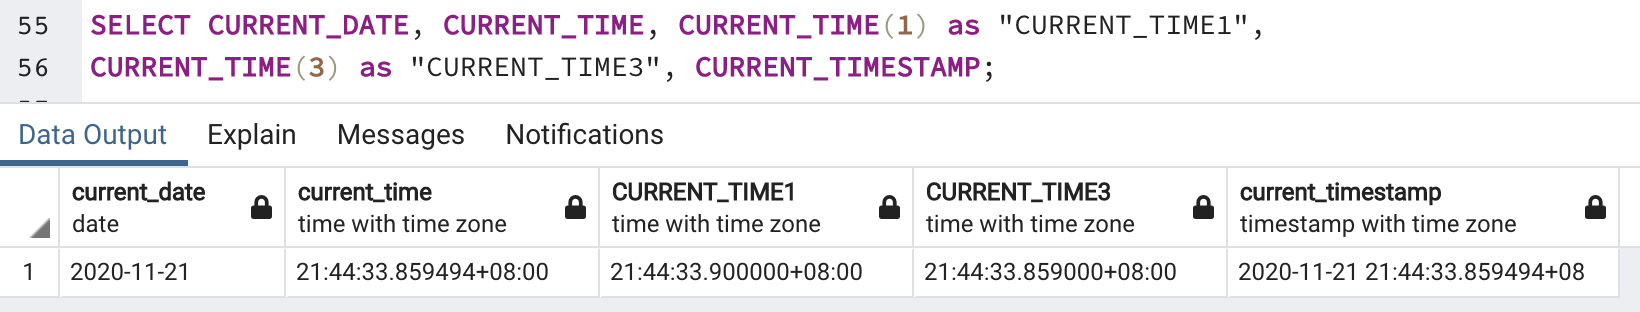 55 SELECT CURRENT_DATE, CURRENT_TIME, CURRENT_TIME(1) as "CURRENT_TIME1",
56 CURRENT_TIME(3) as "CURRENT_TIME3", CURRENT_TIMESTAMP;
Data Output Explain Messages Notifications
current_date current_time CURRENT_TIME1 CURRENT_TIME3 current_timestamp
date time with time zone time with time zone time with time zone timestamp with time zone
1 2020-11-21 21:44:33.859494+08:00 21:44:33.900000+08:00 21:44:33.859000+08:00 2020-11-21 21:44:33.859494+08